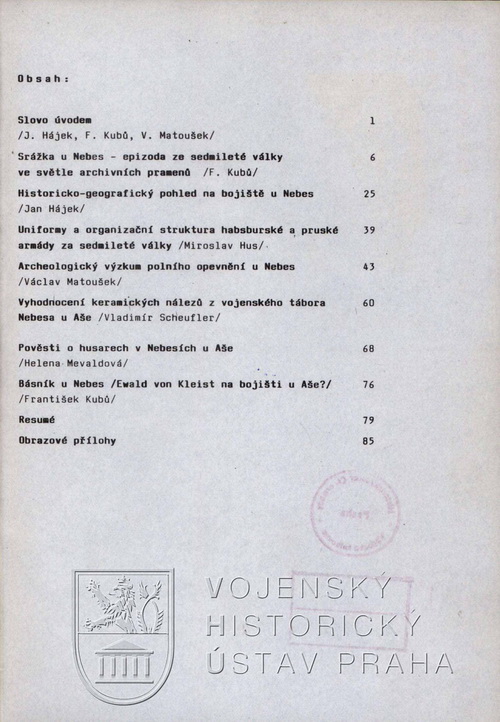 Obsah:
Slovo úvodem 1
/J. Hájek, F. Kubů, V. Matoušek/
Srážka u Nebes - epizoda ze sedmileté války 6
ve světle archivních pramenů /F. Kubů/
Historicko-geografický pohled na bojiště u Nebes 25
/Jan Hájek/
Uniformy a organizační struktura habsburské a pruské 39
armády za sedmileté války /Miroslav Hus/
Archeologický výzkum polního opevnění u Nebes 43
/Václav Matoušek/
Vyhodnocení keramických nálezů z vojenského tábora 60
Nebesa u Aše /Vladimír Scheufler/
Pověsti o husarech v Nebesích u Aše 68
/Helena Mevaldová/
Básník u Nebes /Ewald von Kleist na bojišti u Aše?/ 76
/František Kubů/
Resumé 79
Obrazové přílohy 85
VOJENSKÝ
HISTORICKÝ
ÚSTAV PRAHA